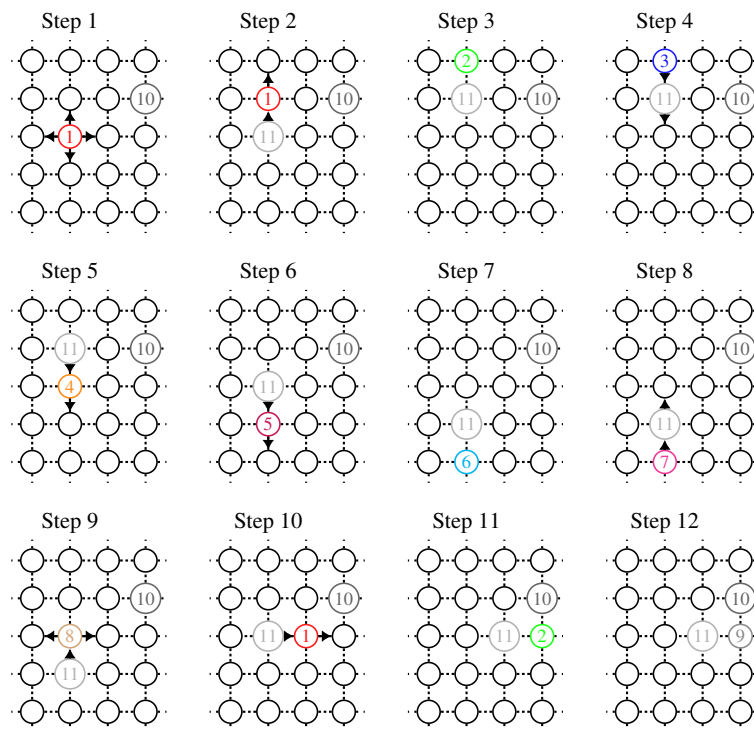 Step 1 Step 2 Step 3 Step 4
2 3
10 1 10 11 10 11 10
1 11
Step 5 Step 6 Step 7 Step 8
11 10 10 10 10
4 11
5 11 11
6 7
Step 9 Step 10 Step 11 Step 12
10 10 10 10
8 11 1 11 2 11 9
11